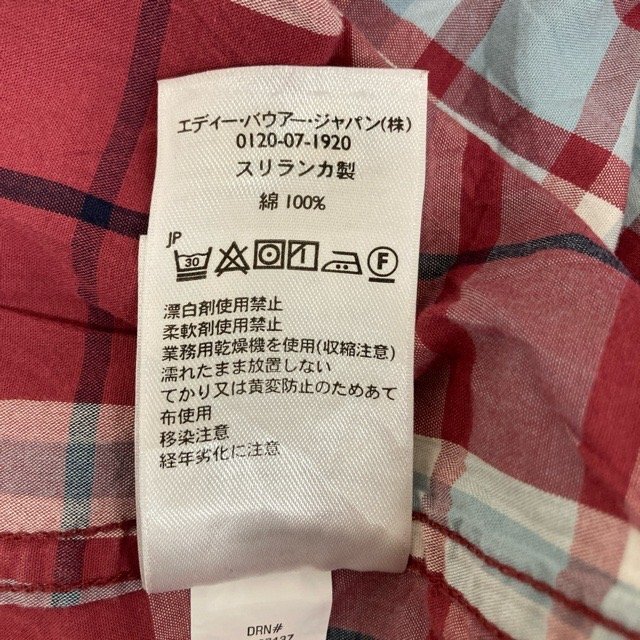 エディー・バウアー・ジャパン(株)
0120-07-1920
スリランカ製
綿 100%
JP
30
F
漂白剤使用禁止
柔軟剤使用禁止
業務用乾燥機を使用(収縮注意)
濡れたまま放置しない
てかり又は黄変防止のためあて
布使用
移染注意
経年劣化に注意
DRN#